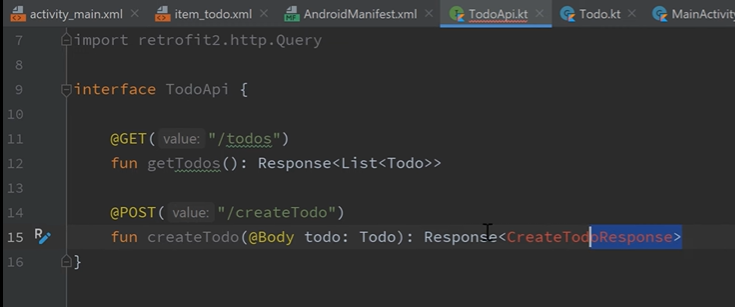 activity_main.xml item_todo.xml AndroidManifest.xml TodoApi.kt Todo.kt MainActivity
7 import retrofit2.http.Query
8
9 interface TodoApi {
10
11 @GET( value: "/todos")
12 fun getTodos(): Response<List<Todo>>
13
14 @POST( value: "/createTodo")
15 fun createTodo(@Body todo: Todo): Response<CreateTodoResponse>
16 }